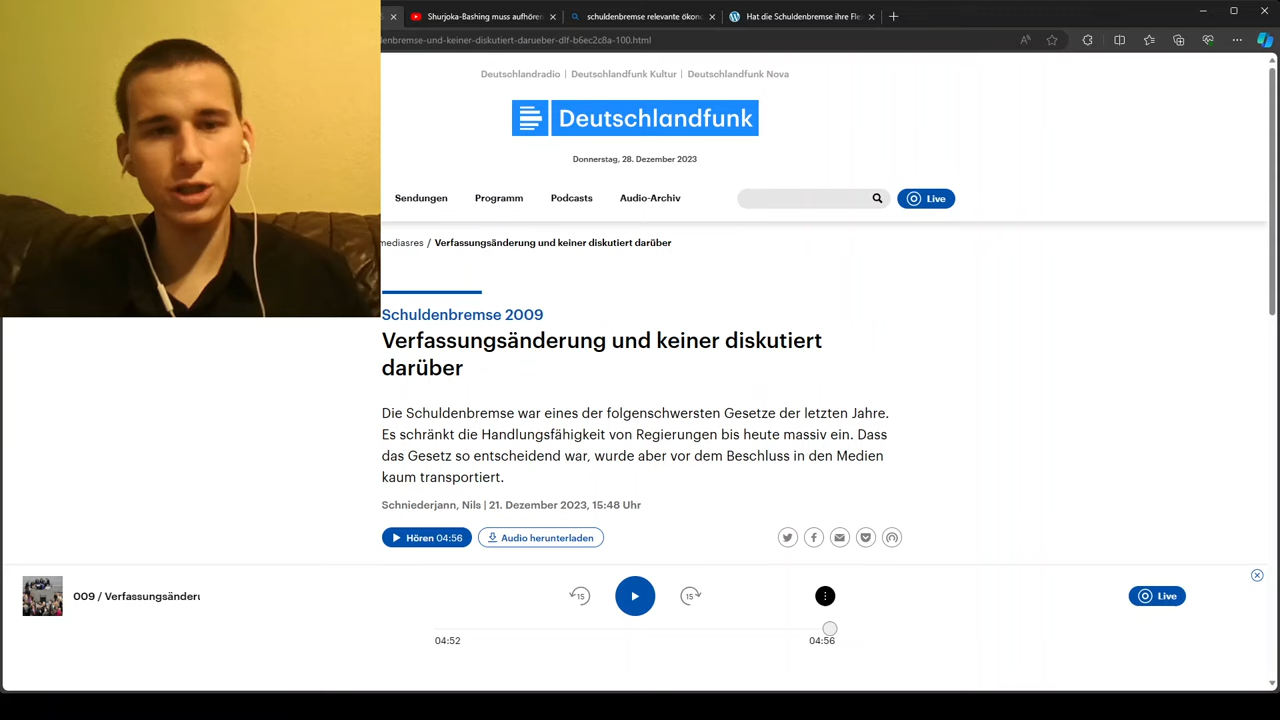 Shurjoka-Bashing muss aufhören
schuldenbremse relevante ökon
Hat die Schuldenbremse ihre Fle
enbremse-und-keiner-diskutiert-darueber-dlf-b6ec2c8a-100.html
Deutschlandradio | Deutschlandfunk Kultur | Deutschlandfunk Nova
Deutschlandfunk
Donnerstag, 28. Dezember 2023
Sendungen Programm Podcasts Audio-Archiv Live
mediasres / Verfassungsänderung und keiner diskutiert darüber
Schuldenbremse 2009
Verfassungsänderung und keiner diskutiert
darüber
Die Schuldenbremse war eines der folgenschwersten Gesetze der letzten Jahre.
Es schränkt die Handlungsfähigkeit von Regierungen bis heute massiv ein. Dass
das Gesetz so entscheidend war, wurde aber vor dem Beschluss in den Medien
kaum transportiert.
Schniederjann, Nils | 21. Dezember 2023, 15:48 Uhr
Hören 04:56 Audio herunterladen
009 / Verfassungsänderu
15 15
Live
04:52 04:56